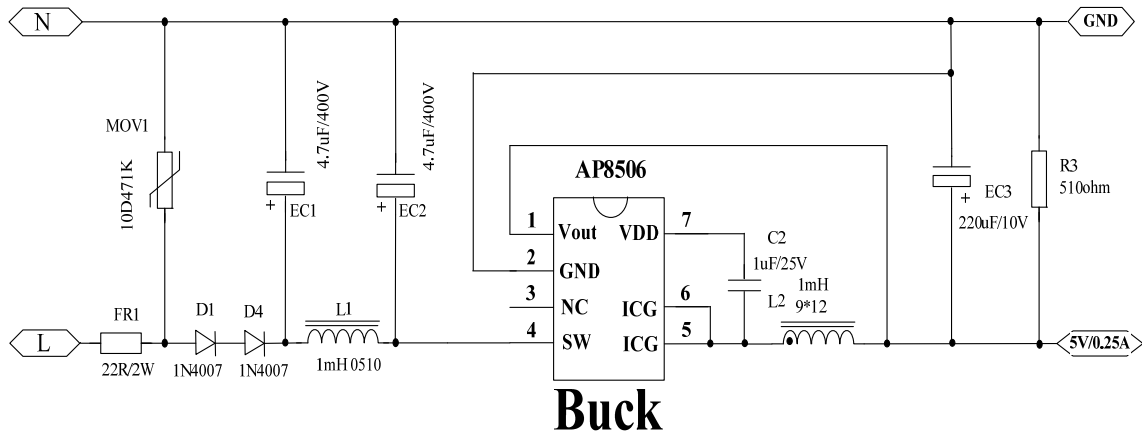 N
GND
MOV1
10D471K
4.7uF/400V
+
EC1
4.7uF/400V
+
EC2
AP8506
1
Vout
VDD
7
2
GND
3
NC
ICG
6
4
SW
ICG
5
C2
1uF/25V
L2
1mH
9*12
+
EC3
220uF/10V
R3
510ohm
L
FR1
22R/2W
D1
1N4007
D4
1N4007
L1
1mH 0510
5V/0.25A
Buck